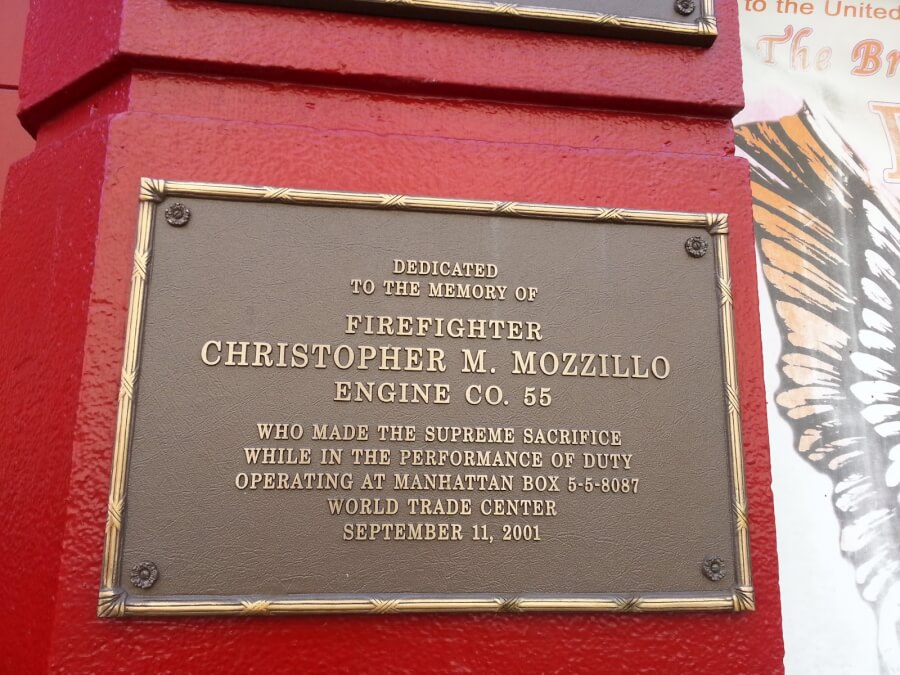 to the United
The
DEDICATED
TO THE MEMORY OF
FIREFIGHTER
CHRISTOPHER M. MOZZILLO
ENGINE CO. 55
WHO MADE THE SUPREME SACRIFICE
WHILE IN THE PERFORMANCE OF DUTY
OPERATING AT MANHATTAN BOX 5-5-8087
WORLD TRADE CENTER
SEPTEMBER 11, 2001